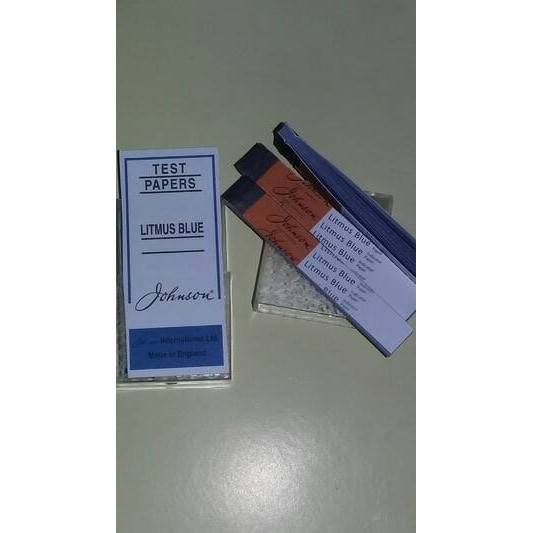 TEST
PAPERS
LITMUS BLUE
Johnson
International Ltd
Made in England
Johnson
Litmus Blue
Litmus Blue
Johnson
Litmus Blue
Litmus Blue